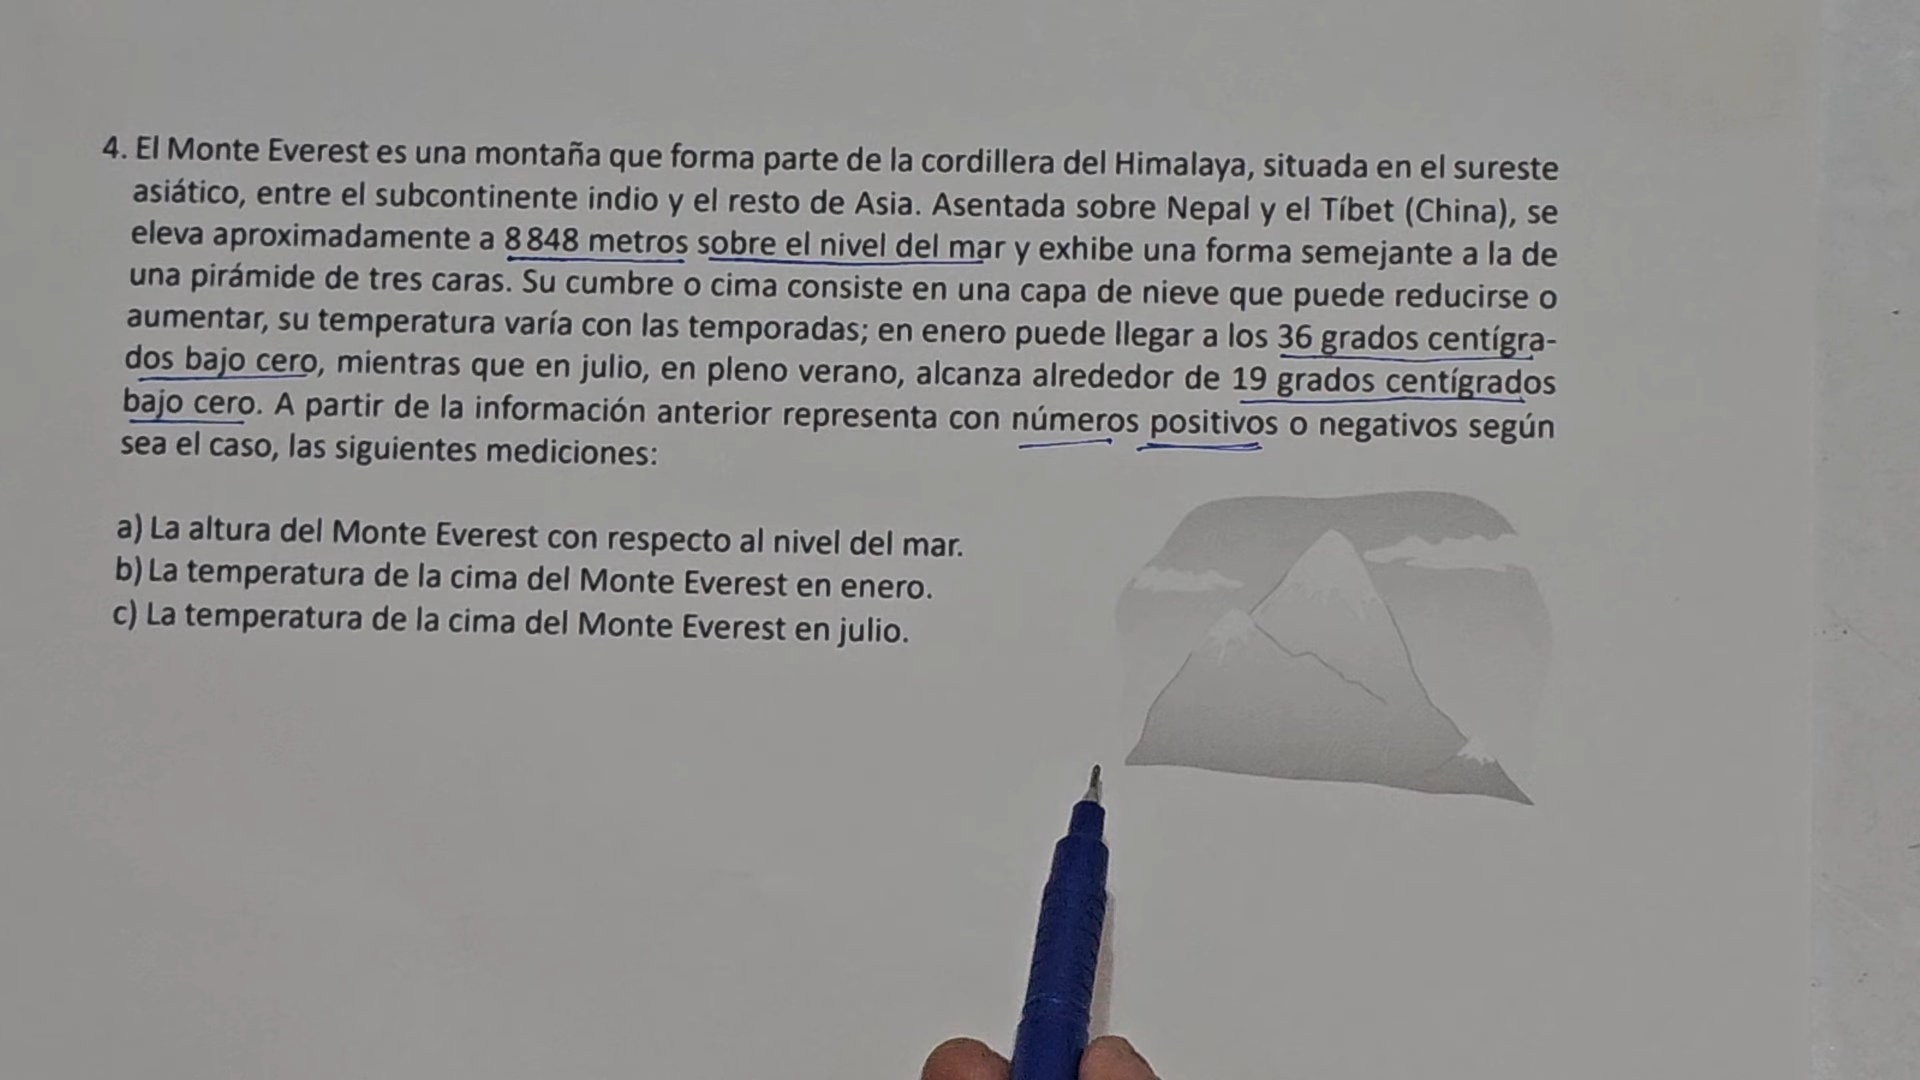 4. El Monte Everest es una montaña que forma parte de la cordillera del Himalaya, situada en el sureste
asiático, entre el subcontinente indio y el resto de Asia. Asentada sobre Nepal y el Tíbet (China), se
eleva aproximadamente a 8 848 metros sobre el nivel del mar y exhibe una forma semejante a la de
una pirámide de tres caras. Su cumbre o cima consiste en una capa de nieve que puede reducirse o
aumentar, su temperatura varía con las temporadas; en enero puede llegar a los 36 grados centígra-
dos bajo cero, mientras que en julio, en pleno verano, alcanza alrededor de 19 grados centígrados
bajo cero. A partir de la información anterior representa con números positivos o negativos según
sea el caso, las siguientes mediciones:
a) La altura del Monte Everest con respecto al nivel del mar.
b) La temperatura de la cima del Monte Everest en enero.
c) La temperatura de la cima del Monte Everest en julio.